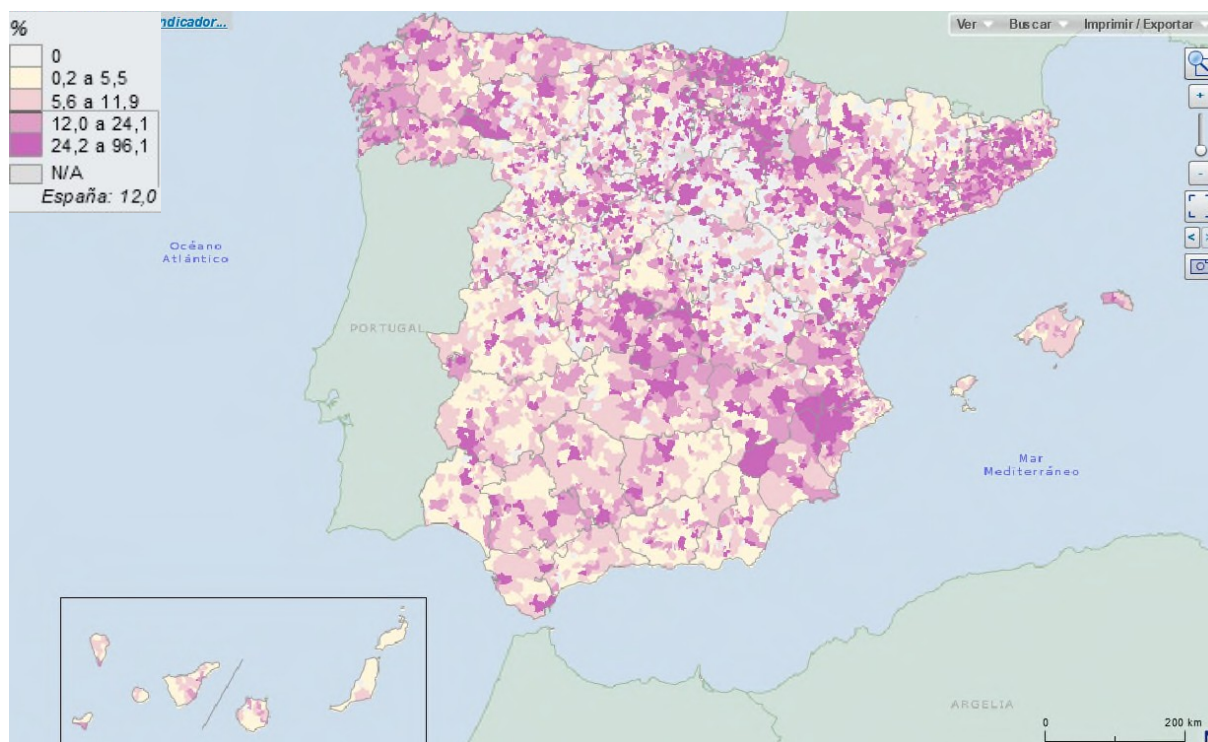 %
0
0,2 a 5,5
5,6 a 11,9
12,0 a 24,1
24,2 a 96,1
N/A
España: 12,0
ndicador...
Ver
Buscar
Imprimir / Exportar
+
-
< >
Océano
Atlántico
PORTUGAL
Mar
Mediterráneo
ARGELIA
0
200 km